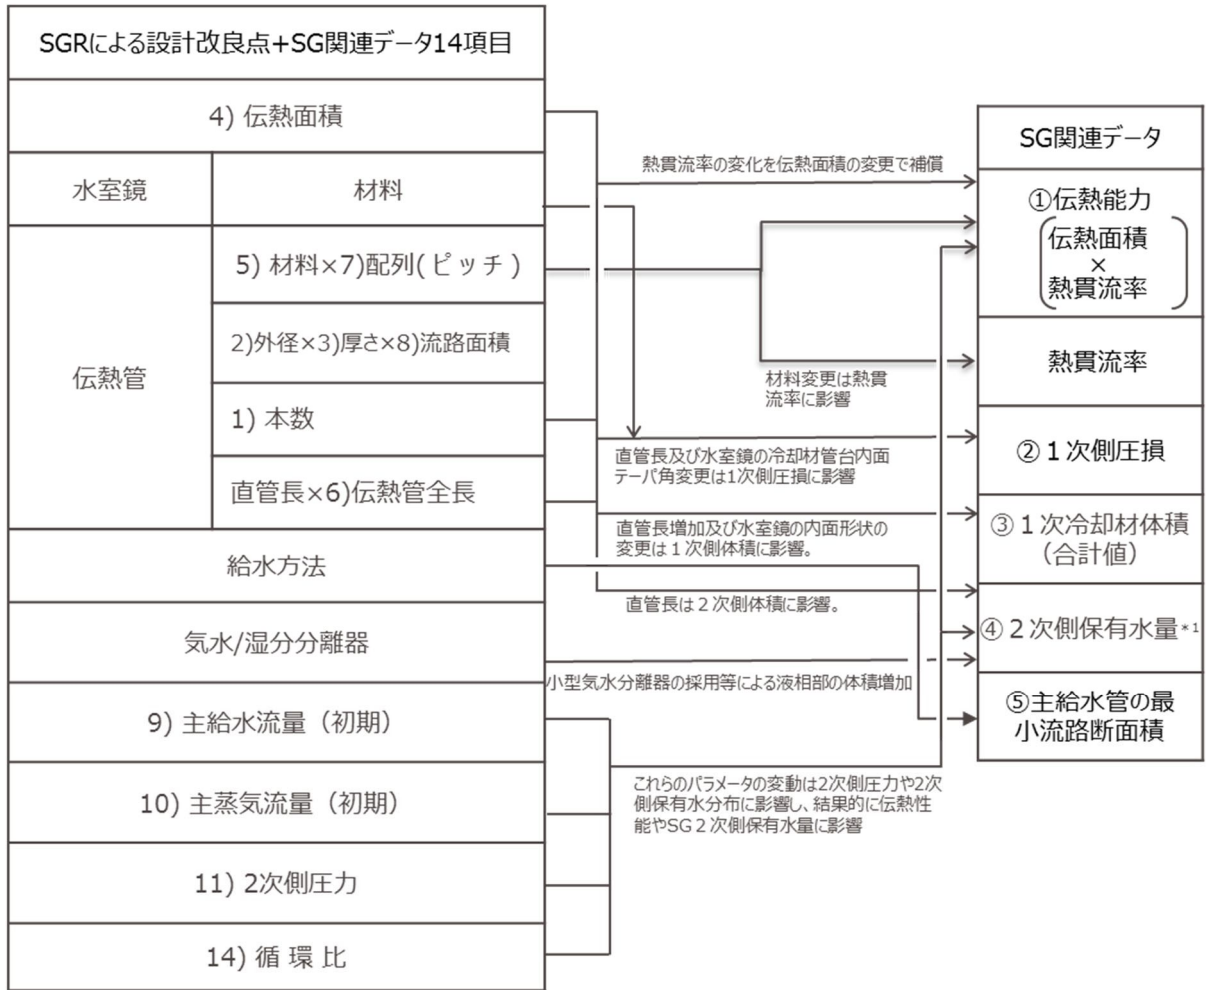 SGRによる設計改良点+SG関連データ14項目
4) 伝熱面積
水室鏡
材料
伝熱管
5) 材料×7)配列( ピ ッ チ )
2)外径×3)厚さ×8)流路面積
1) 本数
直管長×6)伝熱管全長
給水方法
気水/湿分分離器
9) 主給水流量（初期）
10) 主蒸気流量（初期）
11) 2次側圧力
14) 循 環 比
熱貫流率の変化を伝熱面積の変更で補償
材料変更は熱貫
流率に影響
直管長及び水室鏡の冷却材管台内面
テーパ角変更は1次側圧損に影響
直管長増加及び水室鏡の内面形状の
変更は１次側体積に影響。
直管長は２次側体積に影響。
小型気水分離器の採用等による液相部の体積増加
これらのパラメータの変動は2次側圧力や2次
側保有水分布に影響し、結果的に伝熱性
能やSG２次側保有水量に影響
SG関連データ
①伝熱能力
伝熱面積
×
熱貫流率
熱貫流率
②１次側圧損
③１次冷却材体積
（合計値）
④２次側保有水量*1
⑤主給水管の最
小流路断面積